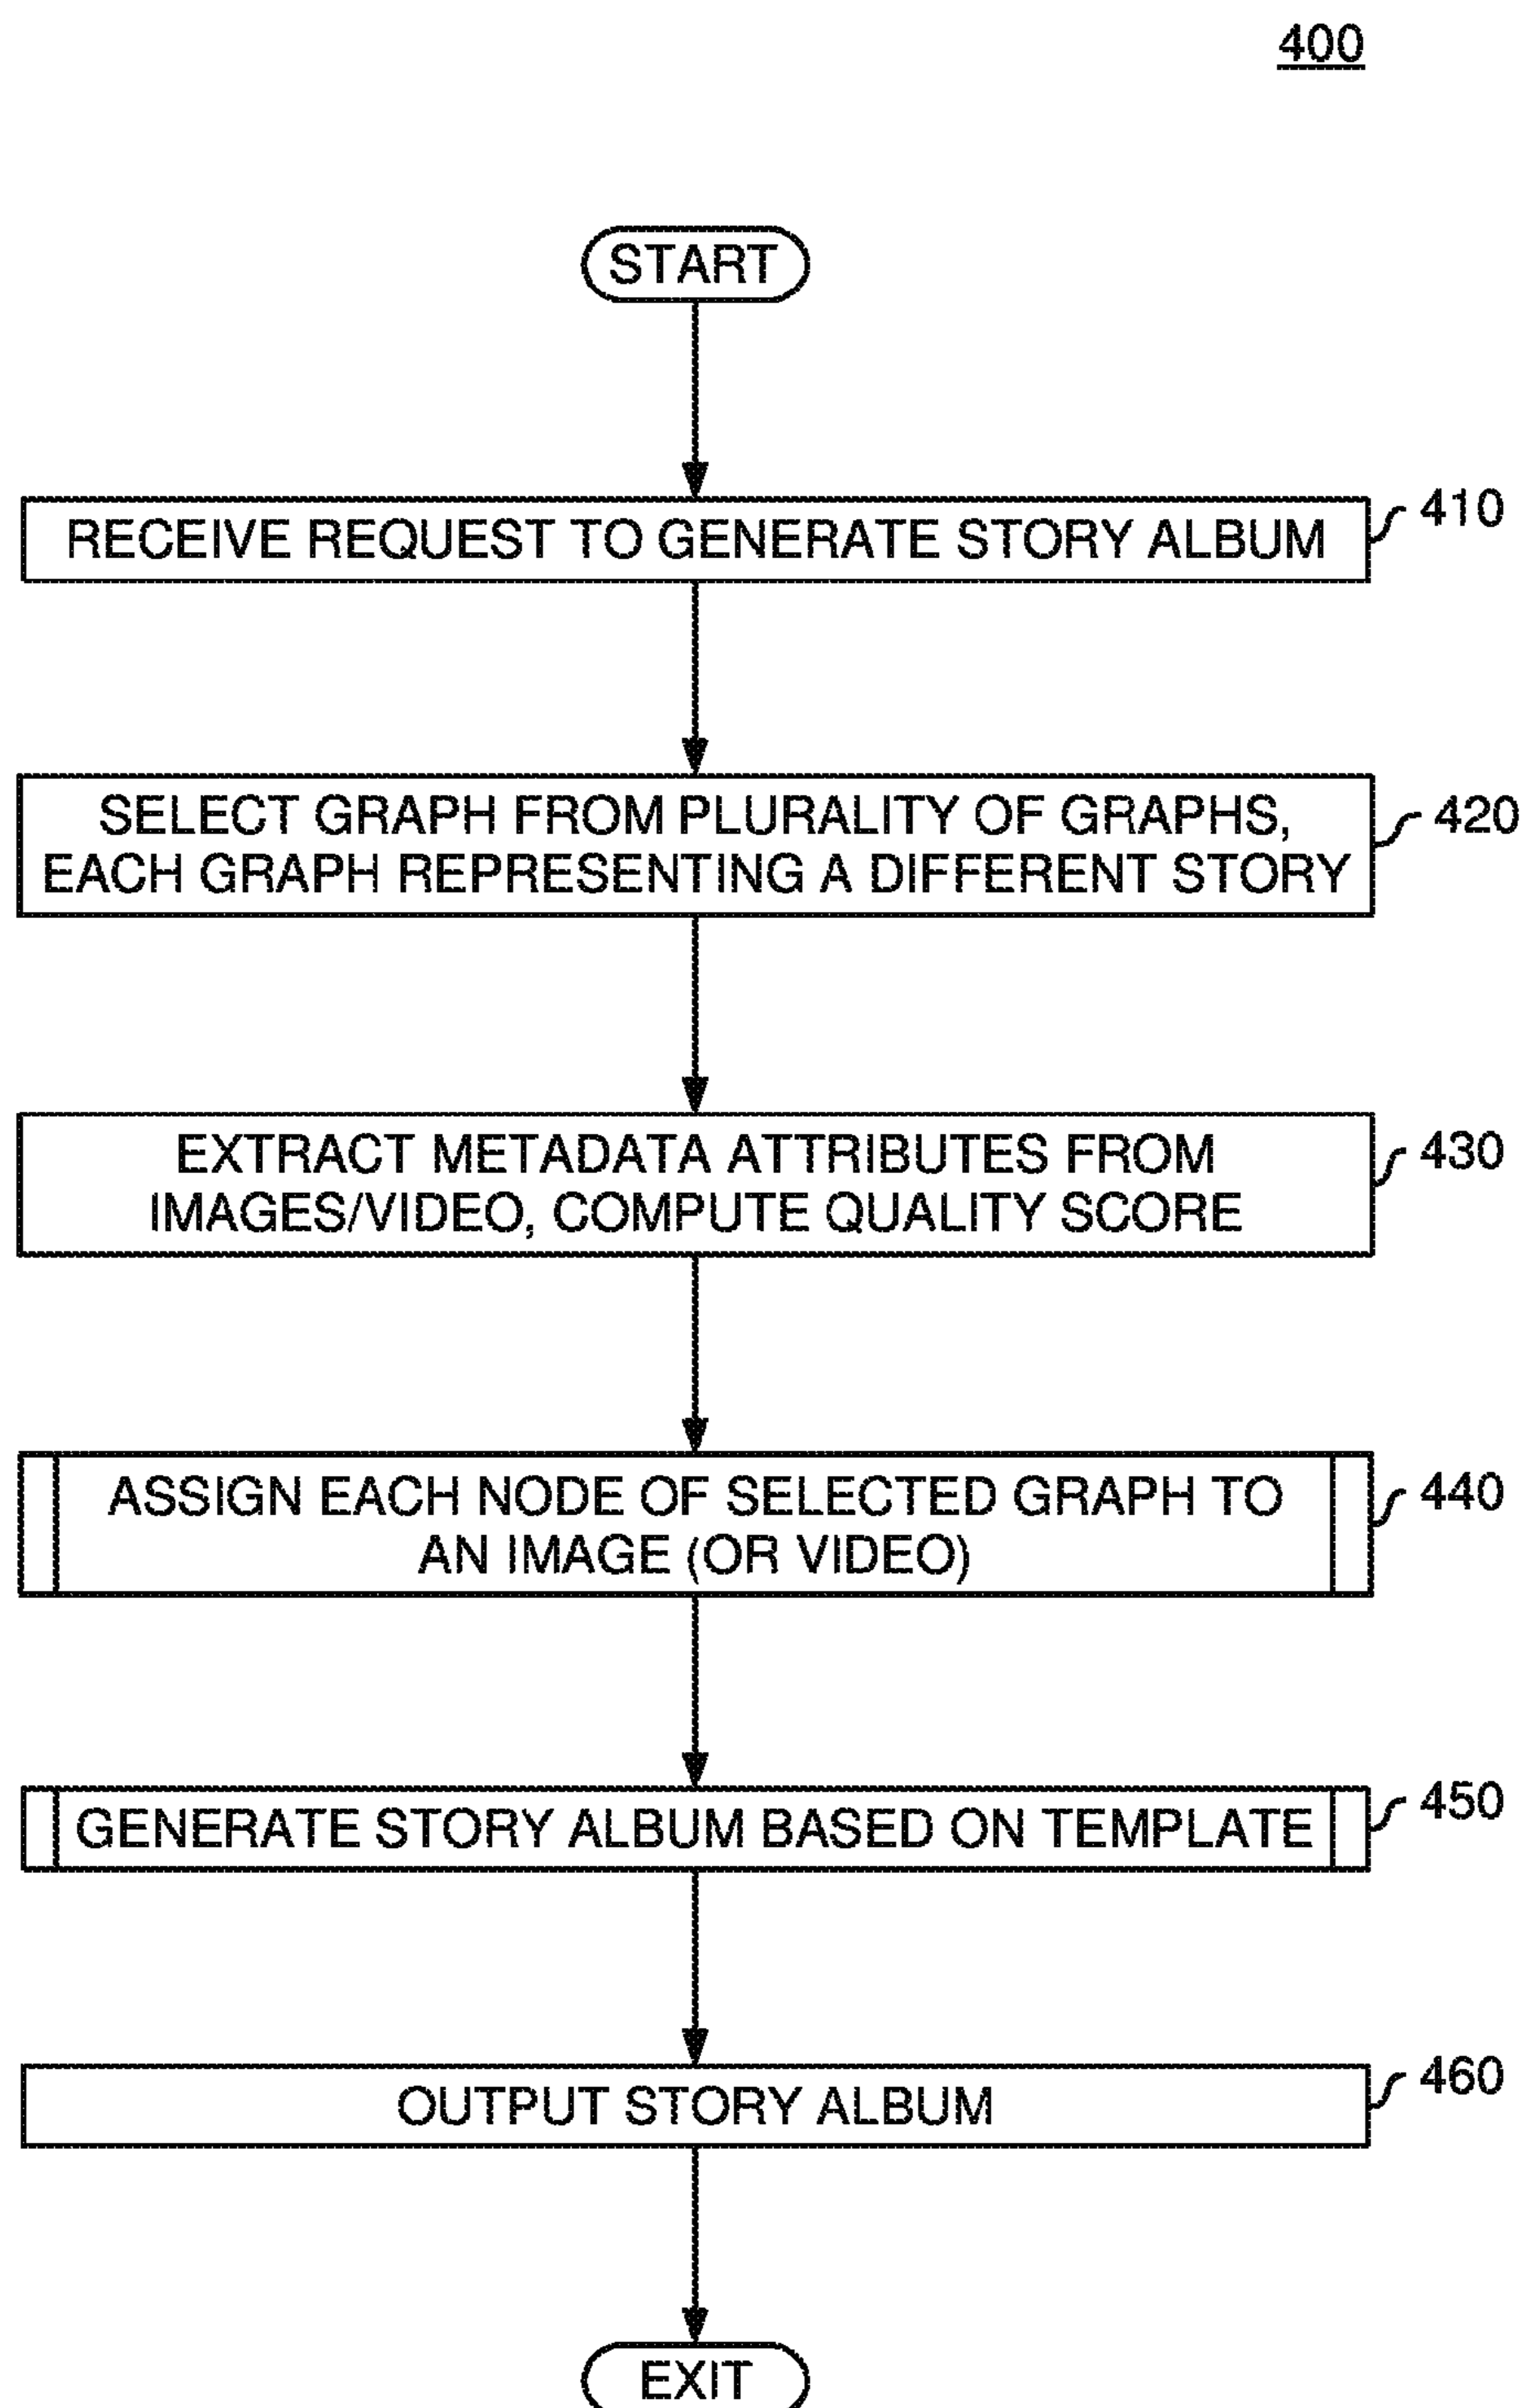 400
START
RECEIVE REQUEST TO GENERATE STORY ALBUM
410
SELECT GRAPH FROM PLURALITY OF GRAPHS,
EACH GRAPH REPRESENTING A DIFFERENT STORY
420
EXTRACT METADATA ATTRIBUTES FROM
IMAGES/VIDEO, COMPUTE QUALITY SCORE
430
ASSIGN EACH NODE OF SELECTED GRAPH TO
AN IMAGE (OR VIDEO)
440
GENERATE STORY ALBUM BASED ON TEMPLATE
450
OUTPUT STORY ALBUM
460
EXIT